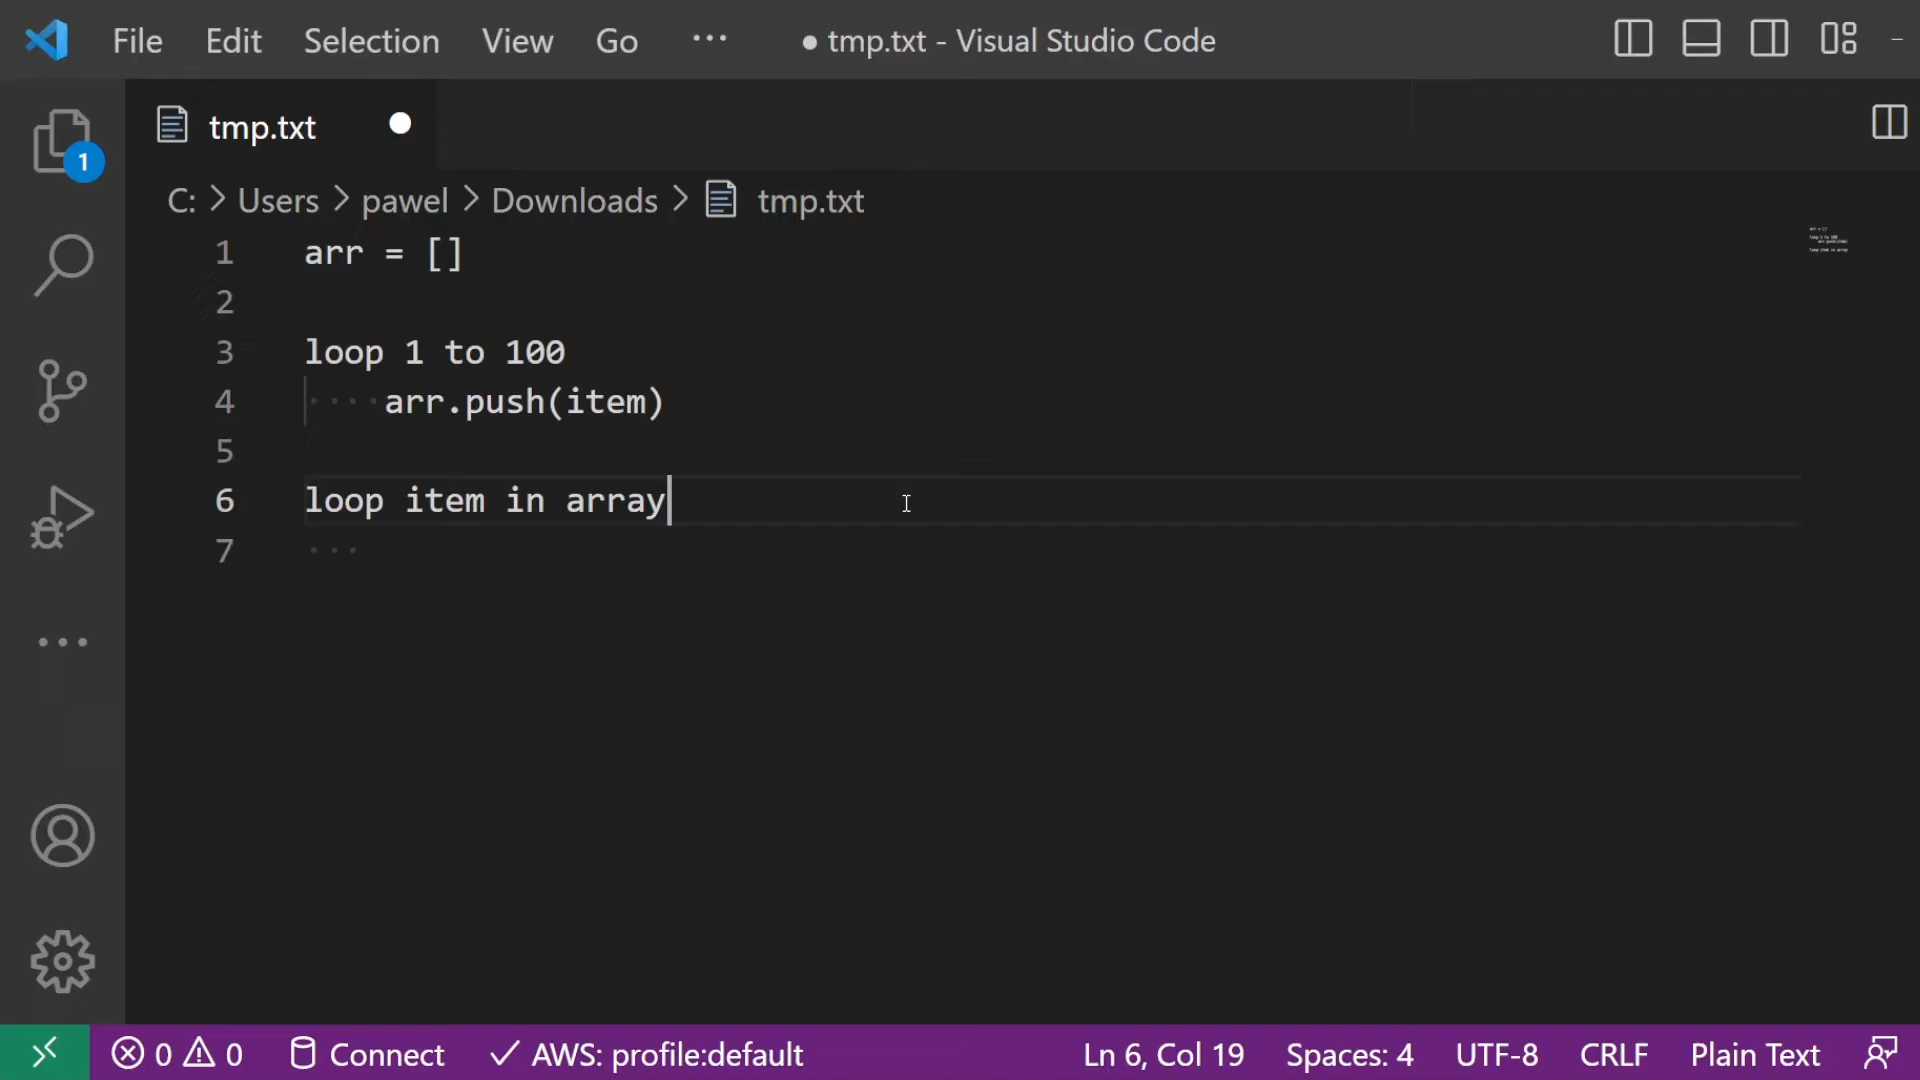 File Edit Selection View Go ··· ● tmp.txt - Visual Studio Code
tmp.txt
1
C: > Users > pawel > Downloads > tmp.txt
1 arr = []
2
3 loop 1 to 100
4 arr.push(item)
5
6 loop item in array
7
0 0 Connect AWS: profile:default Ln 6, Col 19 Spaces: 4 UTF-8 CRLF Plain Text